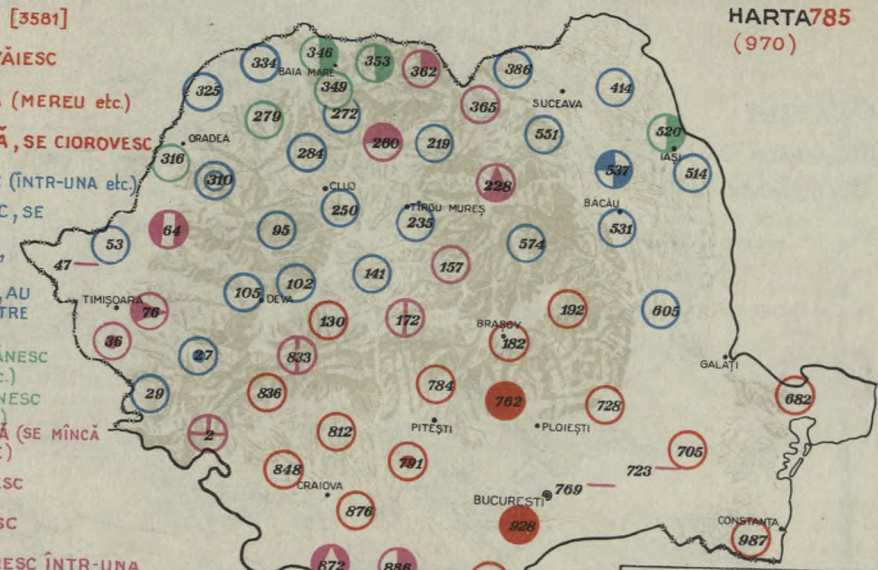 [3581]
HARTA 785
(970)
ĂIESC
(MEREU etc.)
Ă, SE CIOROVESC
(ÎNTR-UNA etc.)
C, SE
, AU
TRE
ĂNESC
NESC
Ă (SE MÎNCĂ
ESC
SC
RESC ÎNTR-UNA
334
346
353
362
386
BAIA MARE
325
349
365
SUCEAVA
414
279
272
551
520
ORADEA
316
284
260
219
IAȘI
310
228
537
514
CLUJ
250
TÎRGU MUREȘ
235
BACĂU
531
64
95
574
53
47
141
157
105
102
DEVA
TIMIȘOARA
76
130
172
192
605
36
BRAȘOV
182
27
833
GALAȚI
29
836
784
762
728
682
PITEȘTI
PLOIEȘTI
2
812
848
791
723
705
CRAIOVA
769
BUCUREȘTI
876
928
CONSTANȚA
987
872
886